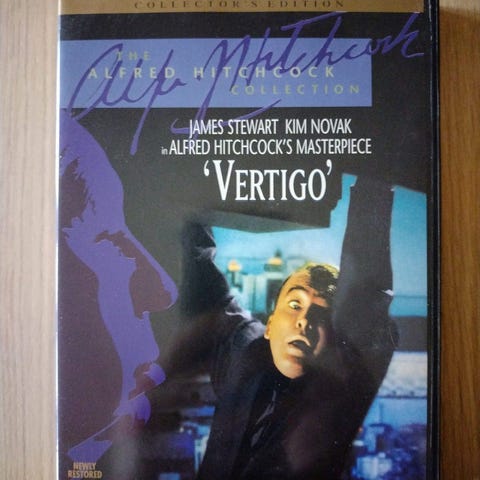 COLLECTOR'S EDITION
Alfred Hitchcock
THE
ALFRED HITCHCOCK
COLLECTION
JAMES STEWART KIM NOVAK
in ALFRED HITCHCOCK'S MASTERPIECE
'VERTIGO'
NEWLY
RESTORED